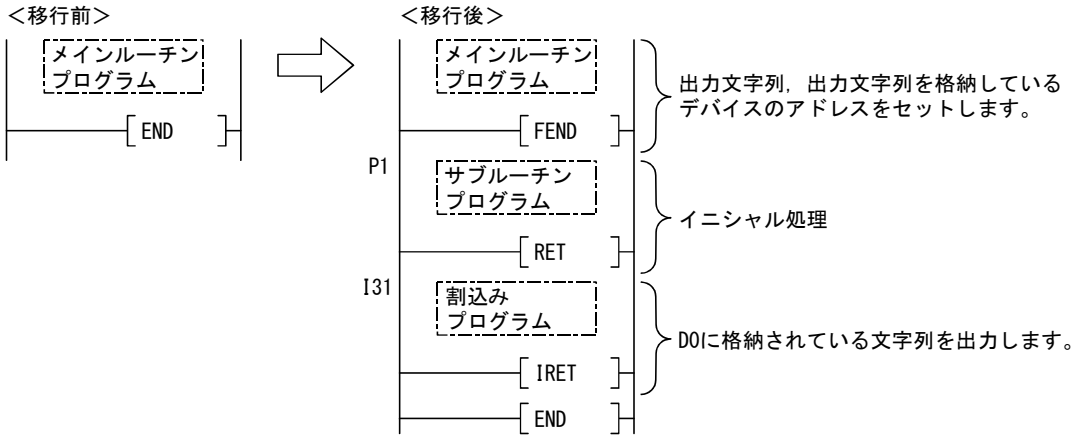 ＜移行前＞
メインルーチン
プログラム
END
＜移行後＞
メインルーチン
プログラム
FEND
出力文字列，出力文字列を格納している
デバイスのアドレスをセットします。
P1
サブルーチン
プログラム
RET
イニシャル処理
I31
割込み
プログラム
IRET
D0に格納されている文字列を出力します。
END